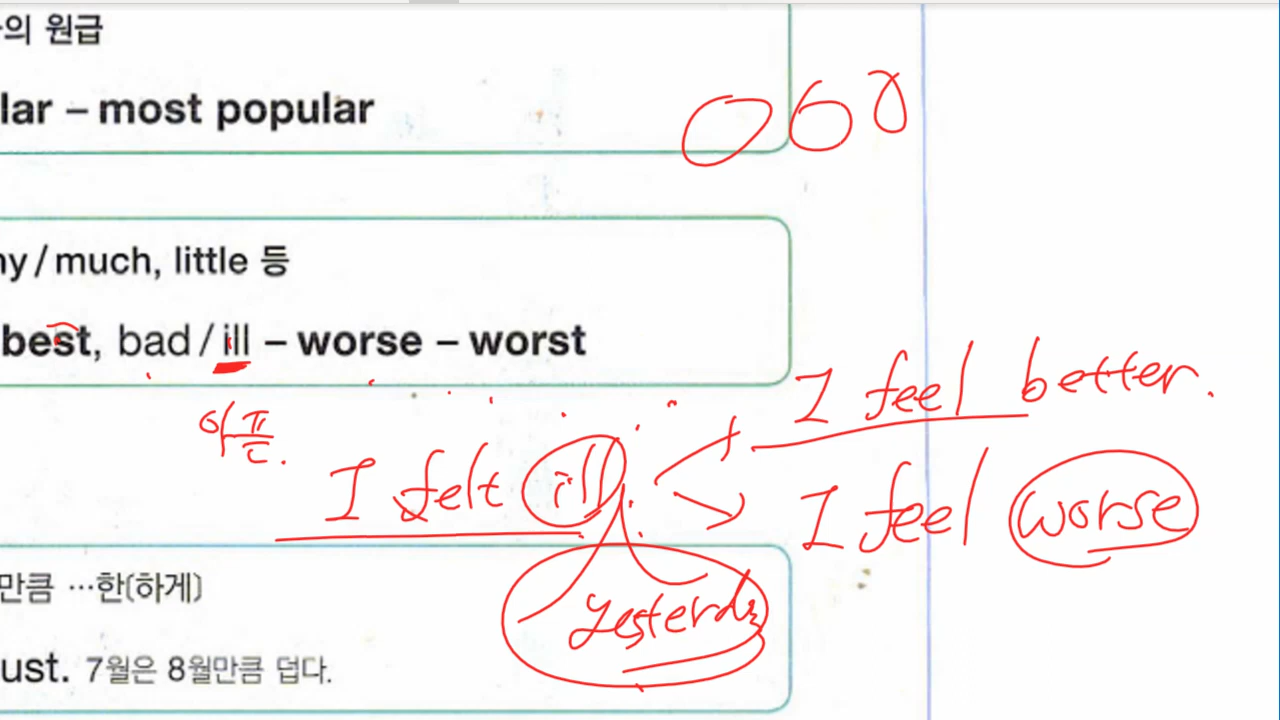 의 원급
lar – most popular
060
ny / much, little 등
best, bad / ill – worse – worst
I feel better.
아픈.
I felt ill.
I feel worse
yesterday
만큼 …한(하게)
ust. 7월은 8월만큼 덥다.